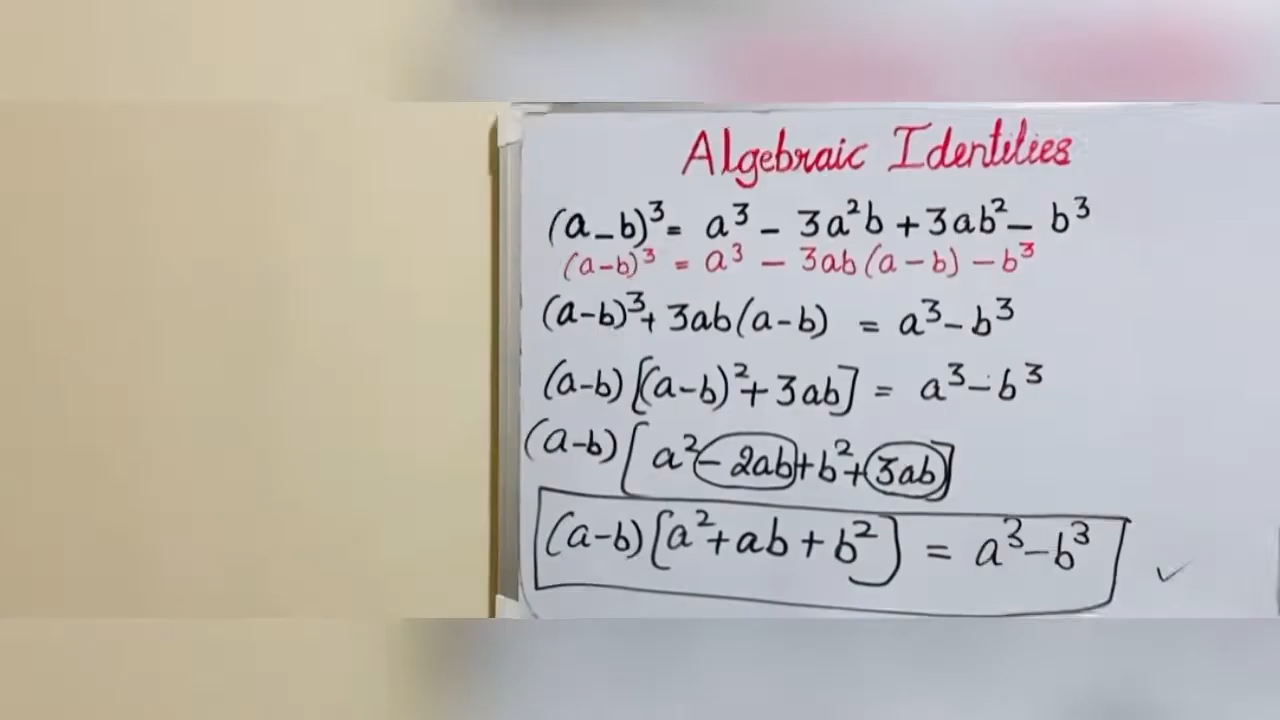 Algebraic Identities
(a-b)³ = a³ - 3a²b + 3ab² - b³
(a-b)³ = a³ - 3ab(a-b) - b³
(a-b)³ + 3ab(a-b) = a³ - b³
(a-b)[(a-b)² + 3ab] = a³ - b³
(a-b)[a² - 2ab + b² + 3ab]
(a-b)[a² + ab + b²] = a³ - b³ ✓